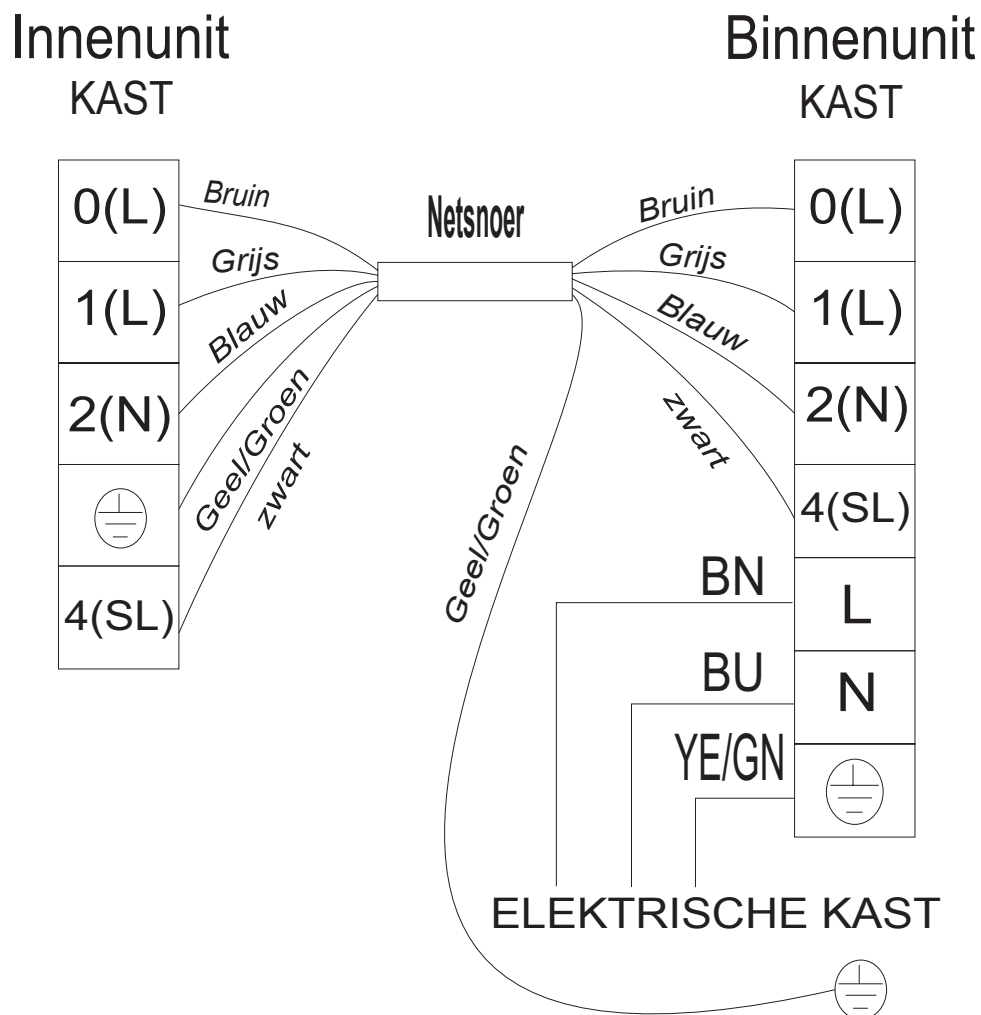 Innenunit
KAST
0(L)
1(L)
2(N)
4(SL)
Bruin
Grijs
Blauw
Geel/Groen
zwart
Netsnoer
Bruin
Grijs
Blauw
zwart
Geel/Groen
Binnenunit
KAST
0(L)
1(L)
2(N)
4(SL)
L
N
BN
BU
YE/GN
ELEKTRISCHE KAST